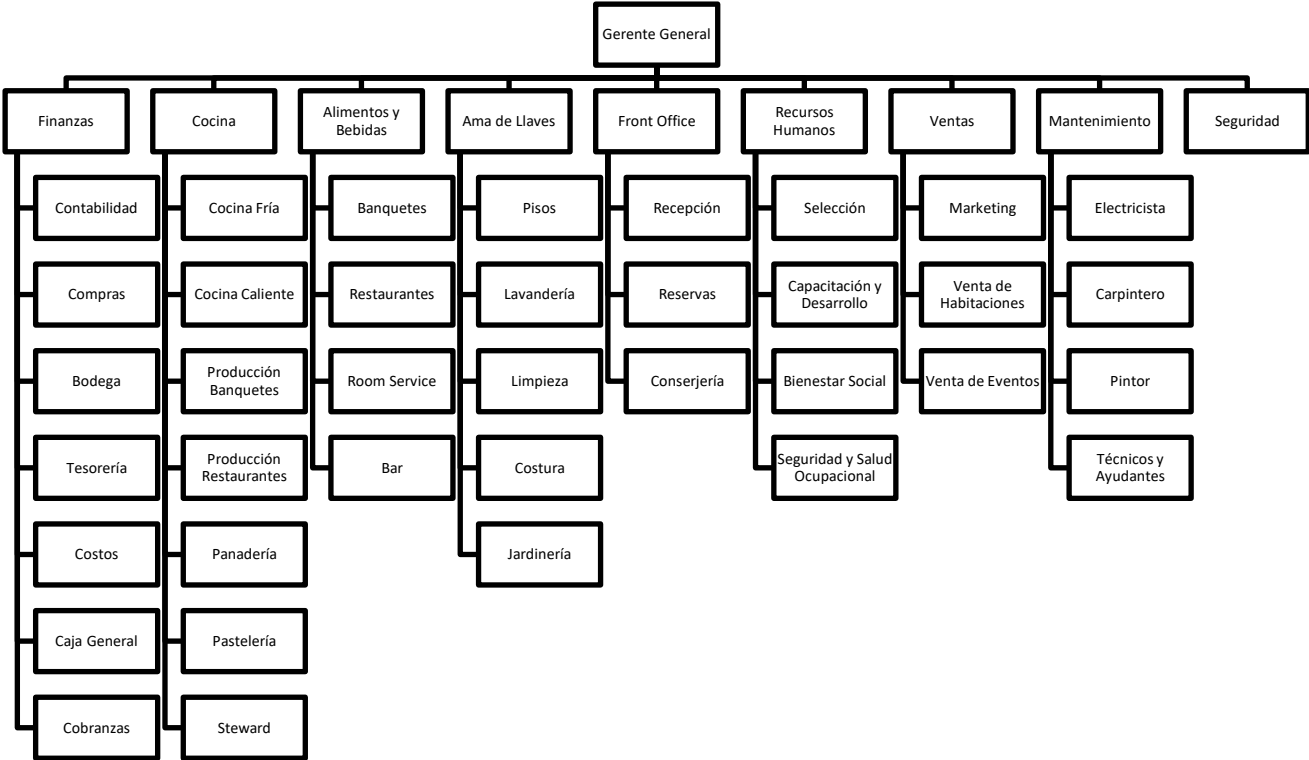 Gerente General
Finanzas
Cocina
Alimentos y
Bebidas
Ama de Llaves
Front Office
Recursos
Humanos
Ventas
Mantenimiento
Seguridad
Contabilidad
Cocina Fría
Banquetes
Pisos
Recepción
Selección
Marketing
Electricista
Compras
Cocina Caliente
Restaurantes
Lavandería
Reservas
Capacitación y
Desarrollo
Venta de
Habitaciones
Carpintero
Bodega
Producción
Banquetes
Room Service
Limpieza
Conserjería
Bienestar Social
Venta de Eventos
Pintor
Tesorería
Producción
Restaurantes
Bar
Costura
Seguridad y Salud
Ocupacional
Técnicos y
Ayudantes
Costos
Panadería
Jardinería
Caja General
Pastelería
Cobranzas
Steward